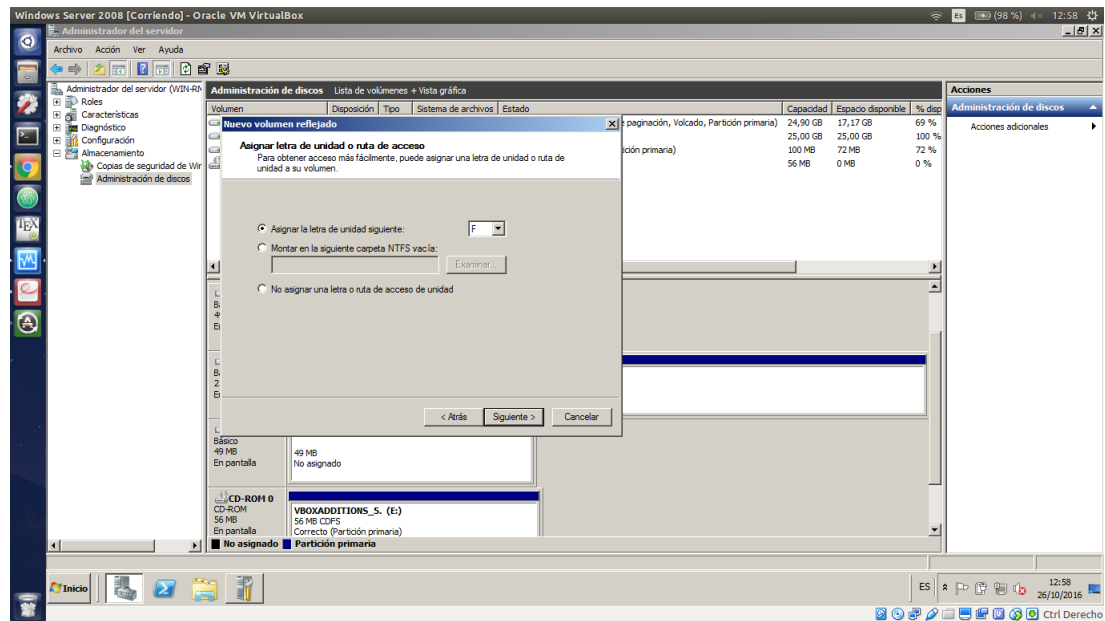 Windows Server 2008 [Corriendo] - Oracle VM VirtualBox
Es (98 %) 12:58
Administrador del servidor
Archivo Acción Ver Ayuda
Administrador del servidor (WIN-RN
Roles
Características
Diagnóstico
Configuración
Almacenamiento
Copias de seguridad de Wir
Administración de discos
Administración de discos Lista de volúmenes + Vista gráfica
Volumen Disposición Tipo Sistema de archivos Estado Capacidad Espacio disponible % disp
e paginación, Volcado, Partición primaria) 24,90 GB 17,17 GB 69 %
25,00 GB 25,00 GB 100 %
ición primaria) 100 MB 72 MB 72 %
56 MB 0 MB 0 %
Nuevo volumen reflejado
Asignar letra de unidad o ruta de acceso
Para obtener acceso más fácilmente, puede asignar una letra de unidad o ruta de
unidad a su volumen.
Asignar la letra de unidad siguiente: F
Montar en la siguiente carpeta NTFS vacía:
Examinar...
No asignar una letra o ruta de acceso de unidad
< Atrás Siguiente > Cancelar
Básico
49 MB
En pantalla
49 MB
No asignado
CD-ROM 0
CD-ROM
56 MB
En pantalla
VBOXADDITIONS_5. (E:)
56 MB CDFS
Correcto (Partición primaria)
No asignado Partición primaria
Acciones
Administración de discos
Acciones adicionales
TEX
Inicio
ES
12:58
26/10/2016
Ctrl Derecho